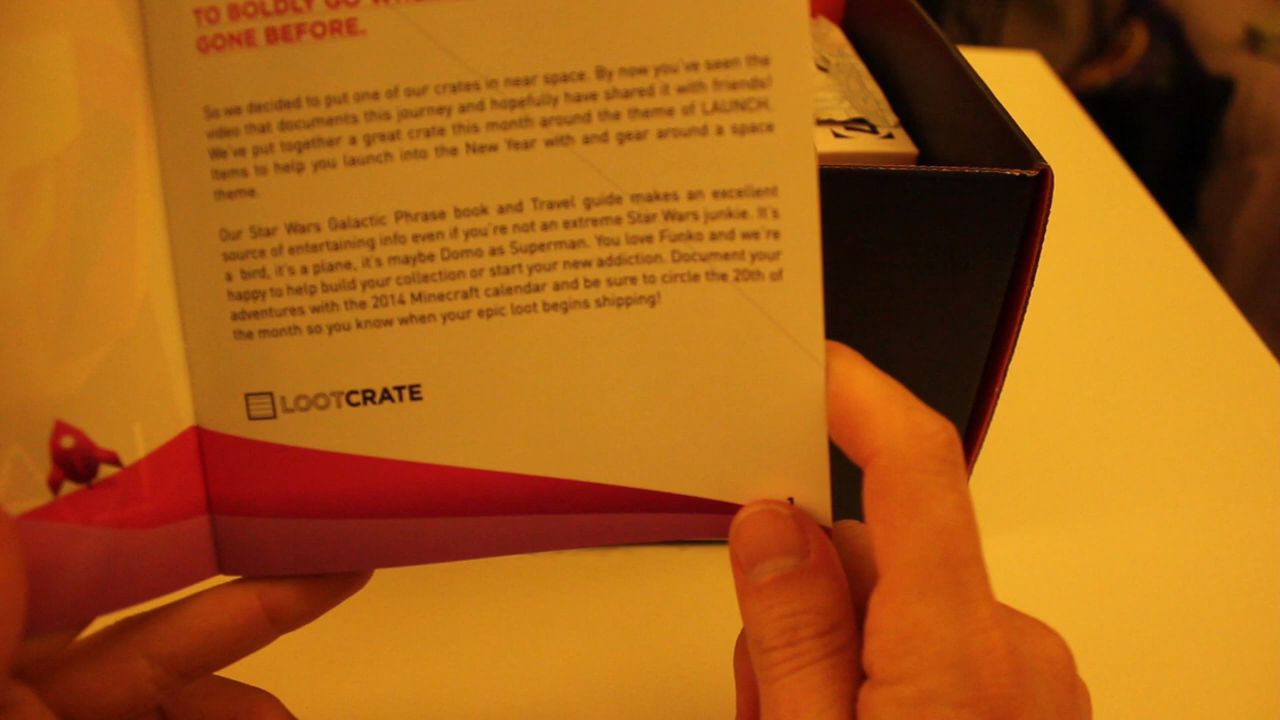 TO BOLDLY GO
GONE BEFORE.
So we decided to put one of our crates in near space. By now you've seen the
video that documents this journey and hopefully have shared it with friends!
We've put together a great crate this month around the theme of LAUNCH.
Items to help you launch into the New Year with and gear around a space
theme.
Our Star Wars Galactic Phrase book and Travel guide makes an excellent
source of entertaining info even if you're not an extreme Star Wars junkie. It's
a bird, it's a plane, it's maybe Domo as Superman. You love Funko and we're
happy to help build your collection or start your new addiction. Document your
adventures with the 2014 Minecraft calendar and be sure to circle the 20th of
the month so you know when your epic loot begins shipping!
LOOTCRATE
1